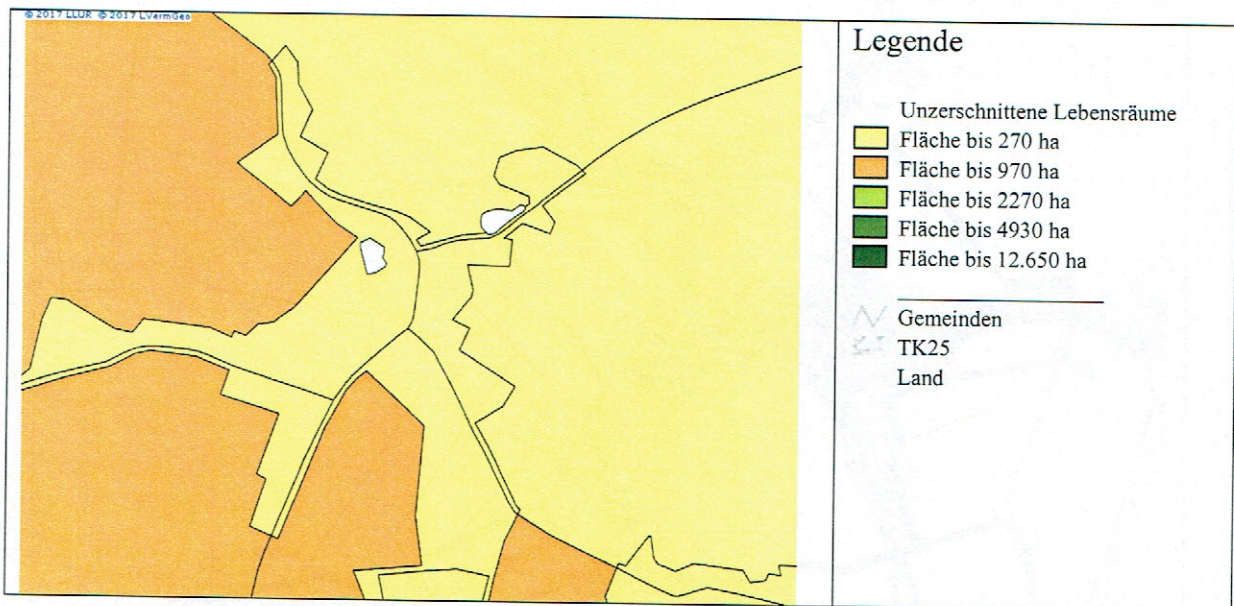 © 2017 LLUR © 2017 LVermGeo
Legende
Unzerschnittene Lebensräume
Fläche bis 270 ha
Fläche bis 970 ha
Fläche bis 2270 ha
Fläche bis 4930 ha
Fläche bis 12.650 ha
Gemeinden
TK25
Land